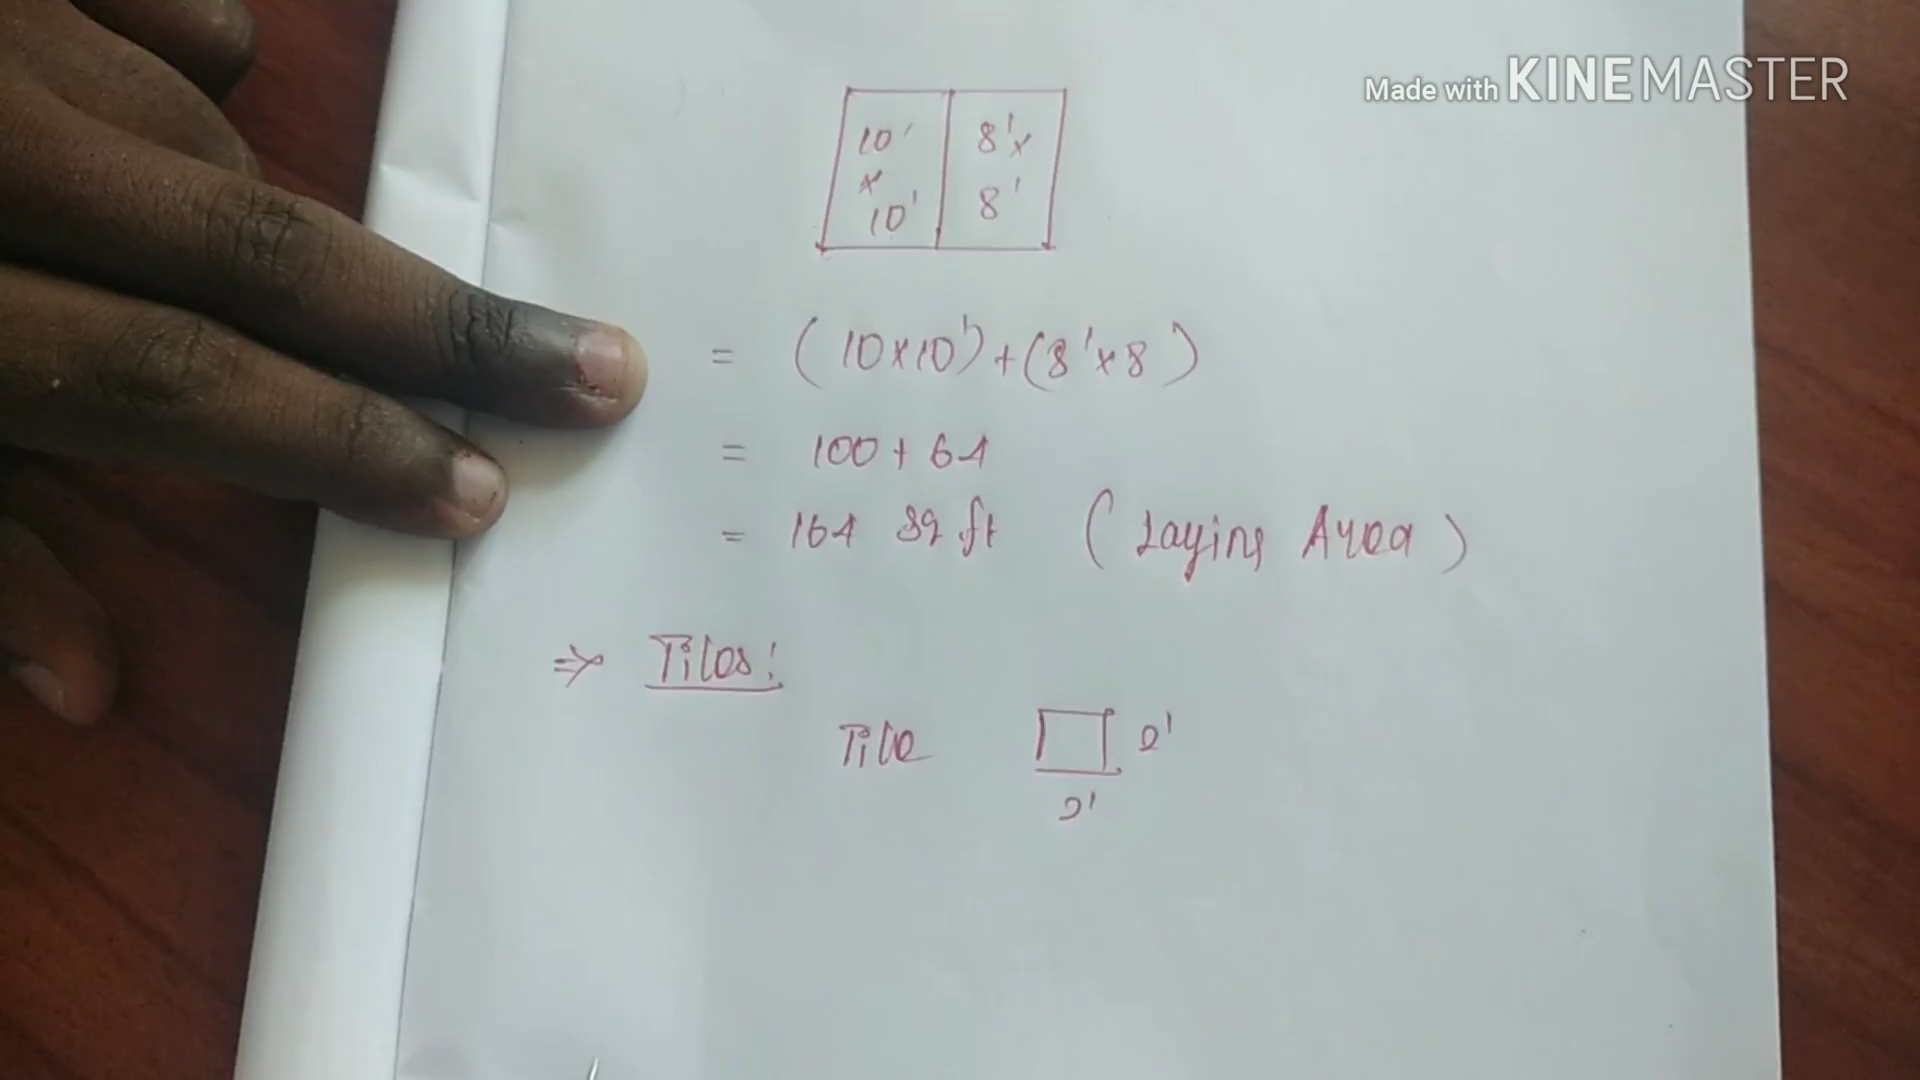 Made with KINEMASTER
10' 8'x
x
10' 8'
= (10x10')+(8'x8)
= 100+64
= 164 sq ft (Laying Area)
⇒ Tiles:
Tile 2'
2'